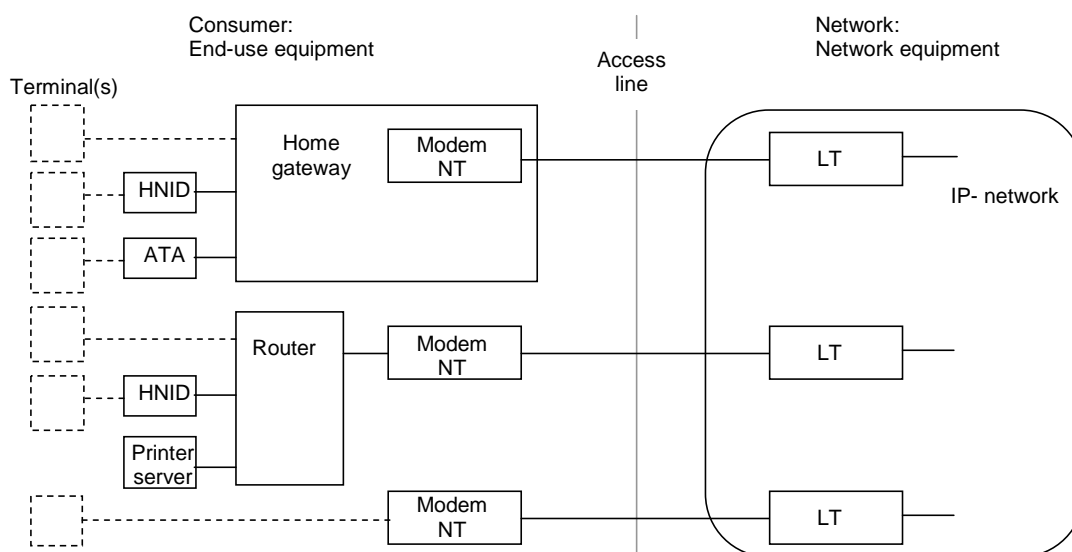 Consumer:
End-use equipment
Network:
Network equipment
Access
line
Terminal(s)
Home
gateway
Modem
NT
LT
HNID
IP- network
ATA
Router
Modem
NT
LT
HNID
Printer
server
Modem
NT
LT